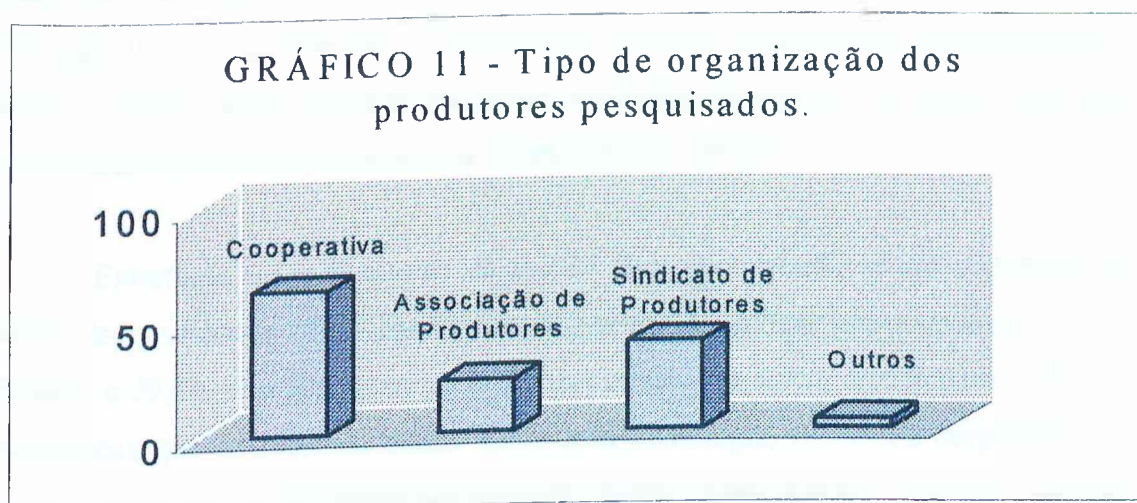 GRÁFICO 11 - Tipo de organização dos
produtores pesquisados.
100
50
0
Cooperativa
Associação de
Produtores
Sindicato de
Produtores
Outros